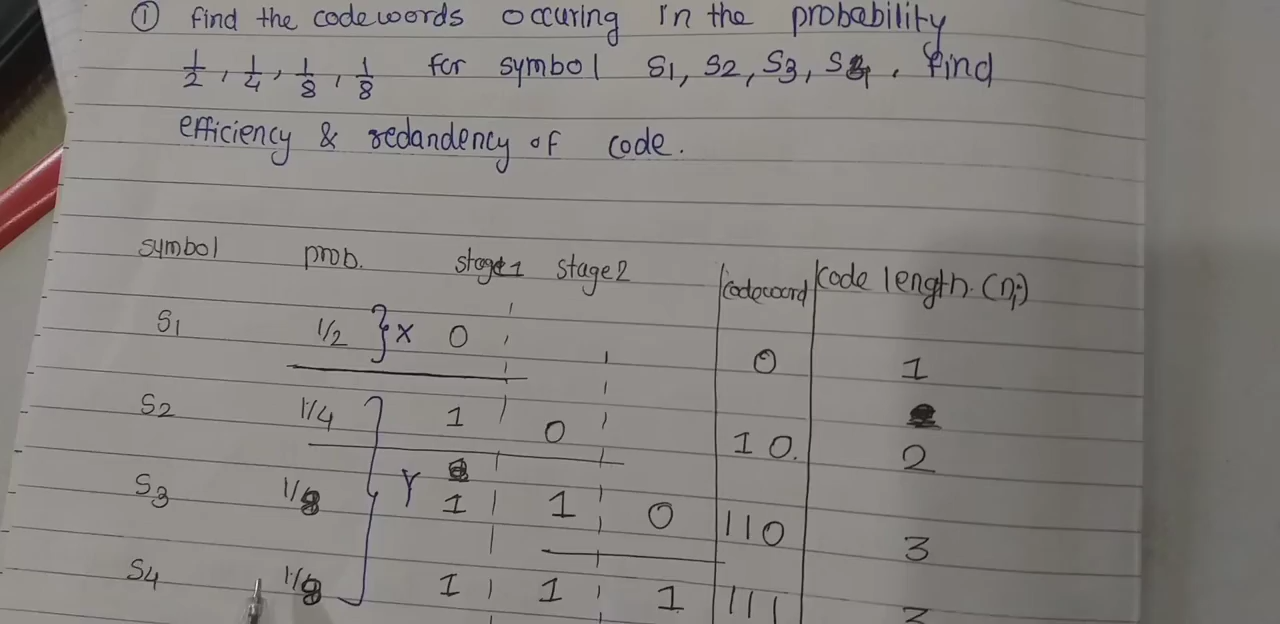 ① find the codewords occuring in the probability
1/2, 1/4, 1/8, 1/8 for symbol S1, S2, S3, S4. find
efficiency & redandency of code.
symbol prob. stage1 stage2 codeword code length (ni)
S1 1/2 } x 0 0 1
S2 1/4 1 0 10. 2
Y
S3 1/8 1 1 0 110 3
S4 1/8 1 1 1 111 3